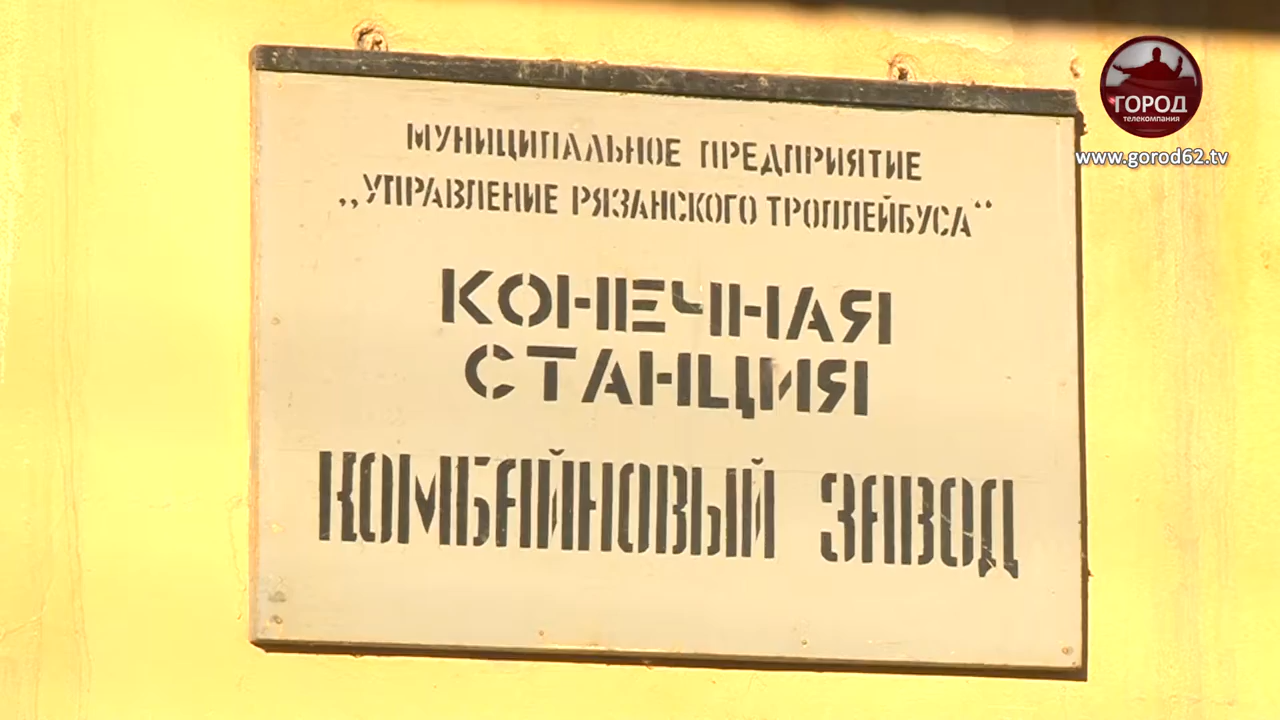 ГОРОД
телекомпания
www.gorod62.tv
МУНИЦИПАЛЬНОЕ ПРЕДПРИЯТИЕ
„УПРАВЛЕНИЕ РЯЗАНСКОГО ТРОЛЛЕЙБУСА“
КОНЕЧНАЯ
СТАНЦИЯ
КОМБАЙНОВЫЙ ЗАВОД